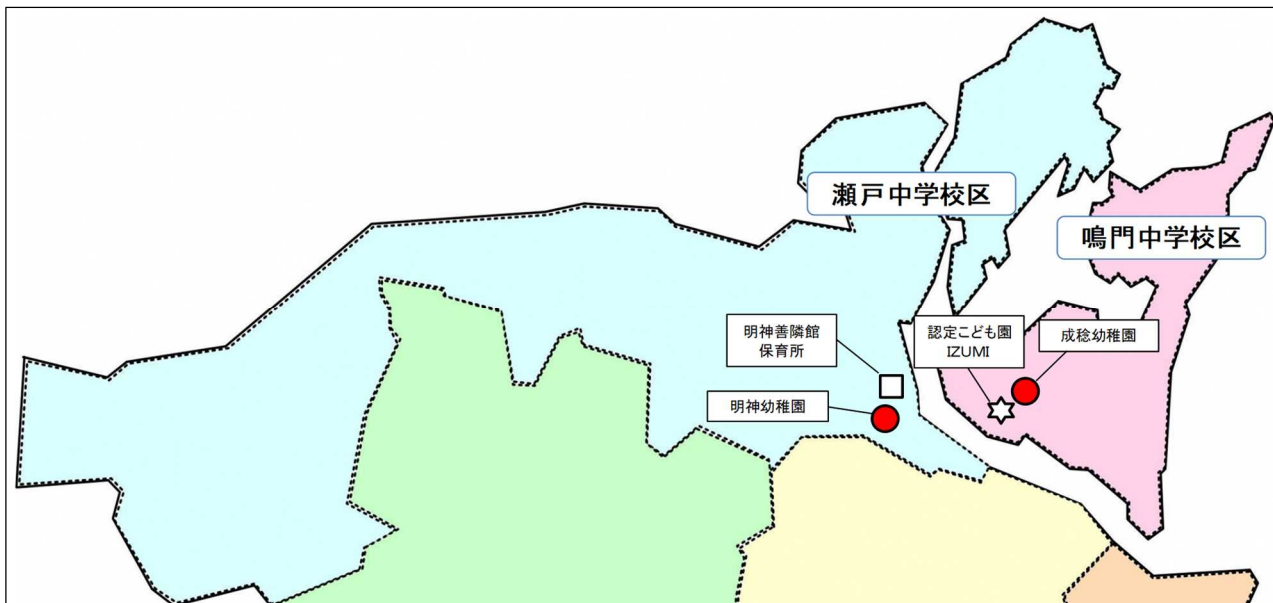 瀬戸中学校区
鳴門中学校区
明神善隣館
保育所
認定こども園
IZUMI
成稔幼稚園
明神幼稚園